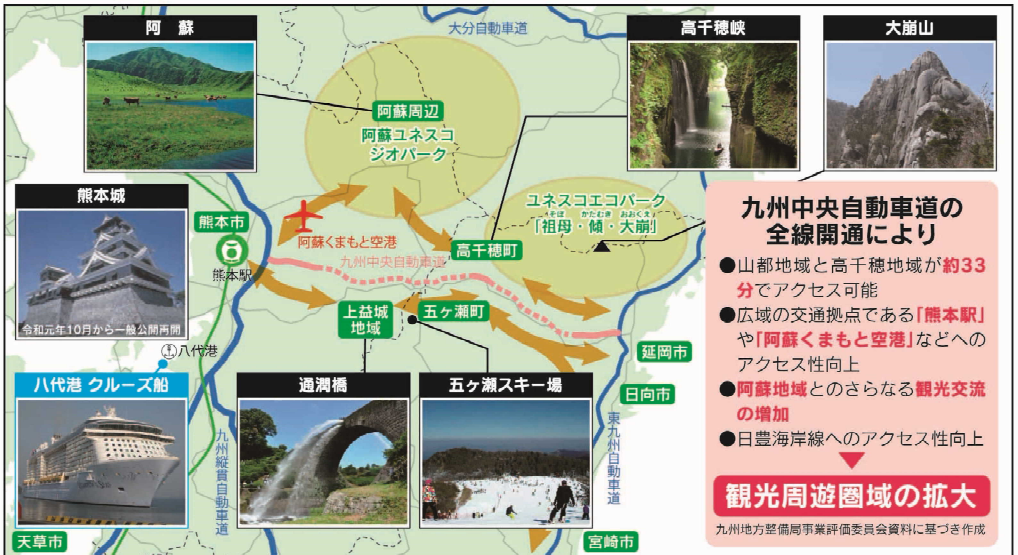 阿 蘇
大分自動車道
高千穂峡
大崩山
阿蘇周辺
阿蘇ユネスコ
ジオパーク
熊本城
令和元年10月から一般公開再開
熊本市
熊本駅
阿蘇くまもと空港
九州中央自動車道
高千穂町
ユネスコエコパーク
そぼ かたむき おおくえ
「祖母・傾・大崩」
上益城
地域
五ヶ瀬町
延岡市
日向市
八代港
八代港 クルーズ船
通潤橋
五ヶ瀬スキー場
九州縦貫自動車道
東九州自動車道
天草市
宮崎市
九州中央自動車道の
全線開通により
●山都地域と高千穂地域が約33
分でアクセス可能
●広域の交通拠点である「熊本駅」
や「阿蘇くまもと空港」などへの
アクセス性向上
●阿蘇地域とのさらなる観光交流
の増加
●日豊海岸線へのアクセス性向上
観光周遊圏域の拡大
九州地方整備局事業評価委員会資料に基づき作成